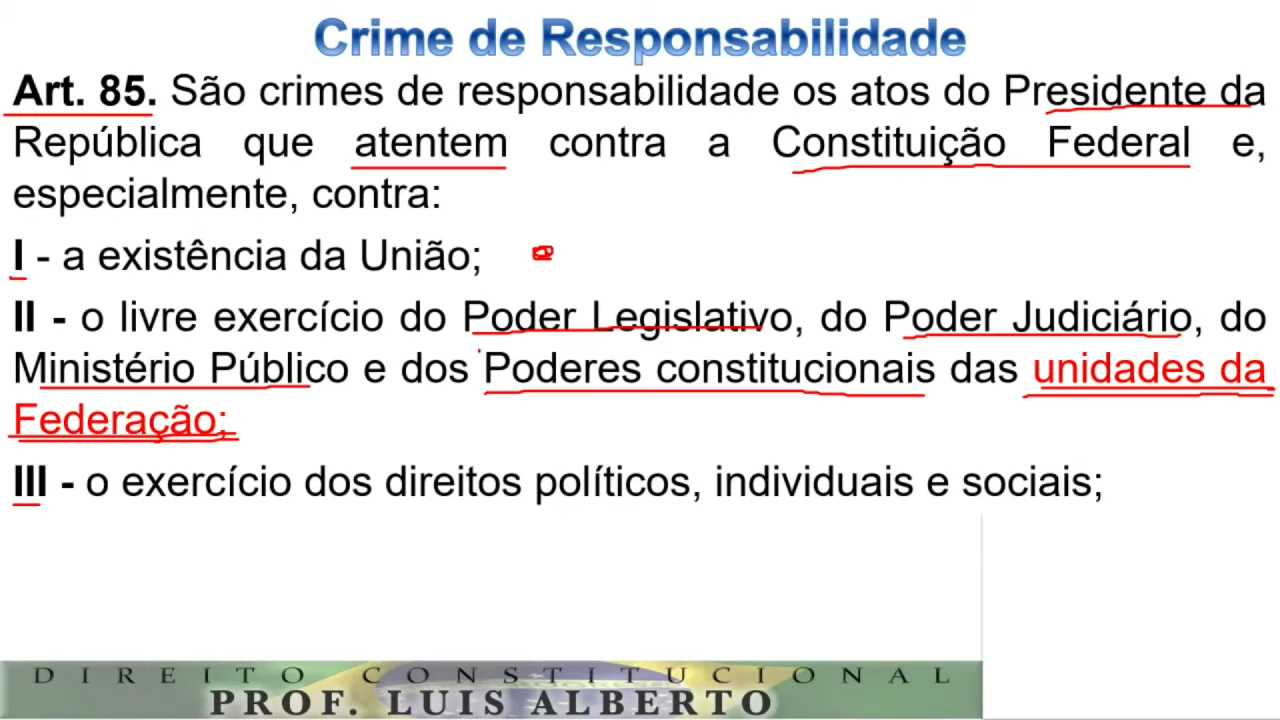 Crime de Responsabilidade
Art. 85. São crimes de responsabilidade os atos do Presidente da
República que atentem contra a Constituição Federal e,
especialmente, contra:
I - a existência da União;
II - o livre exercício do Poder Legislativo, do Poder Judiciário, do
Ministério Público e dos Poderes constitucionais das unidades da
Federação;
III - o exercício dos direitos políticos, individuais e sociais;
DIREITO CONSTITUCIONAL
PROF. LUIS ALBERTO